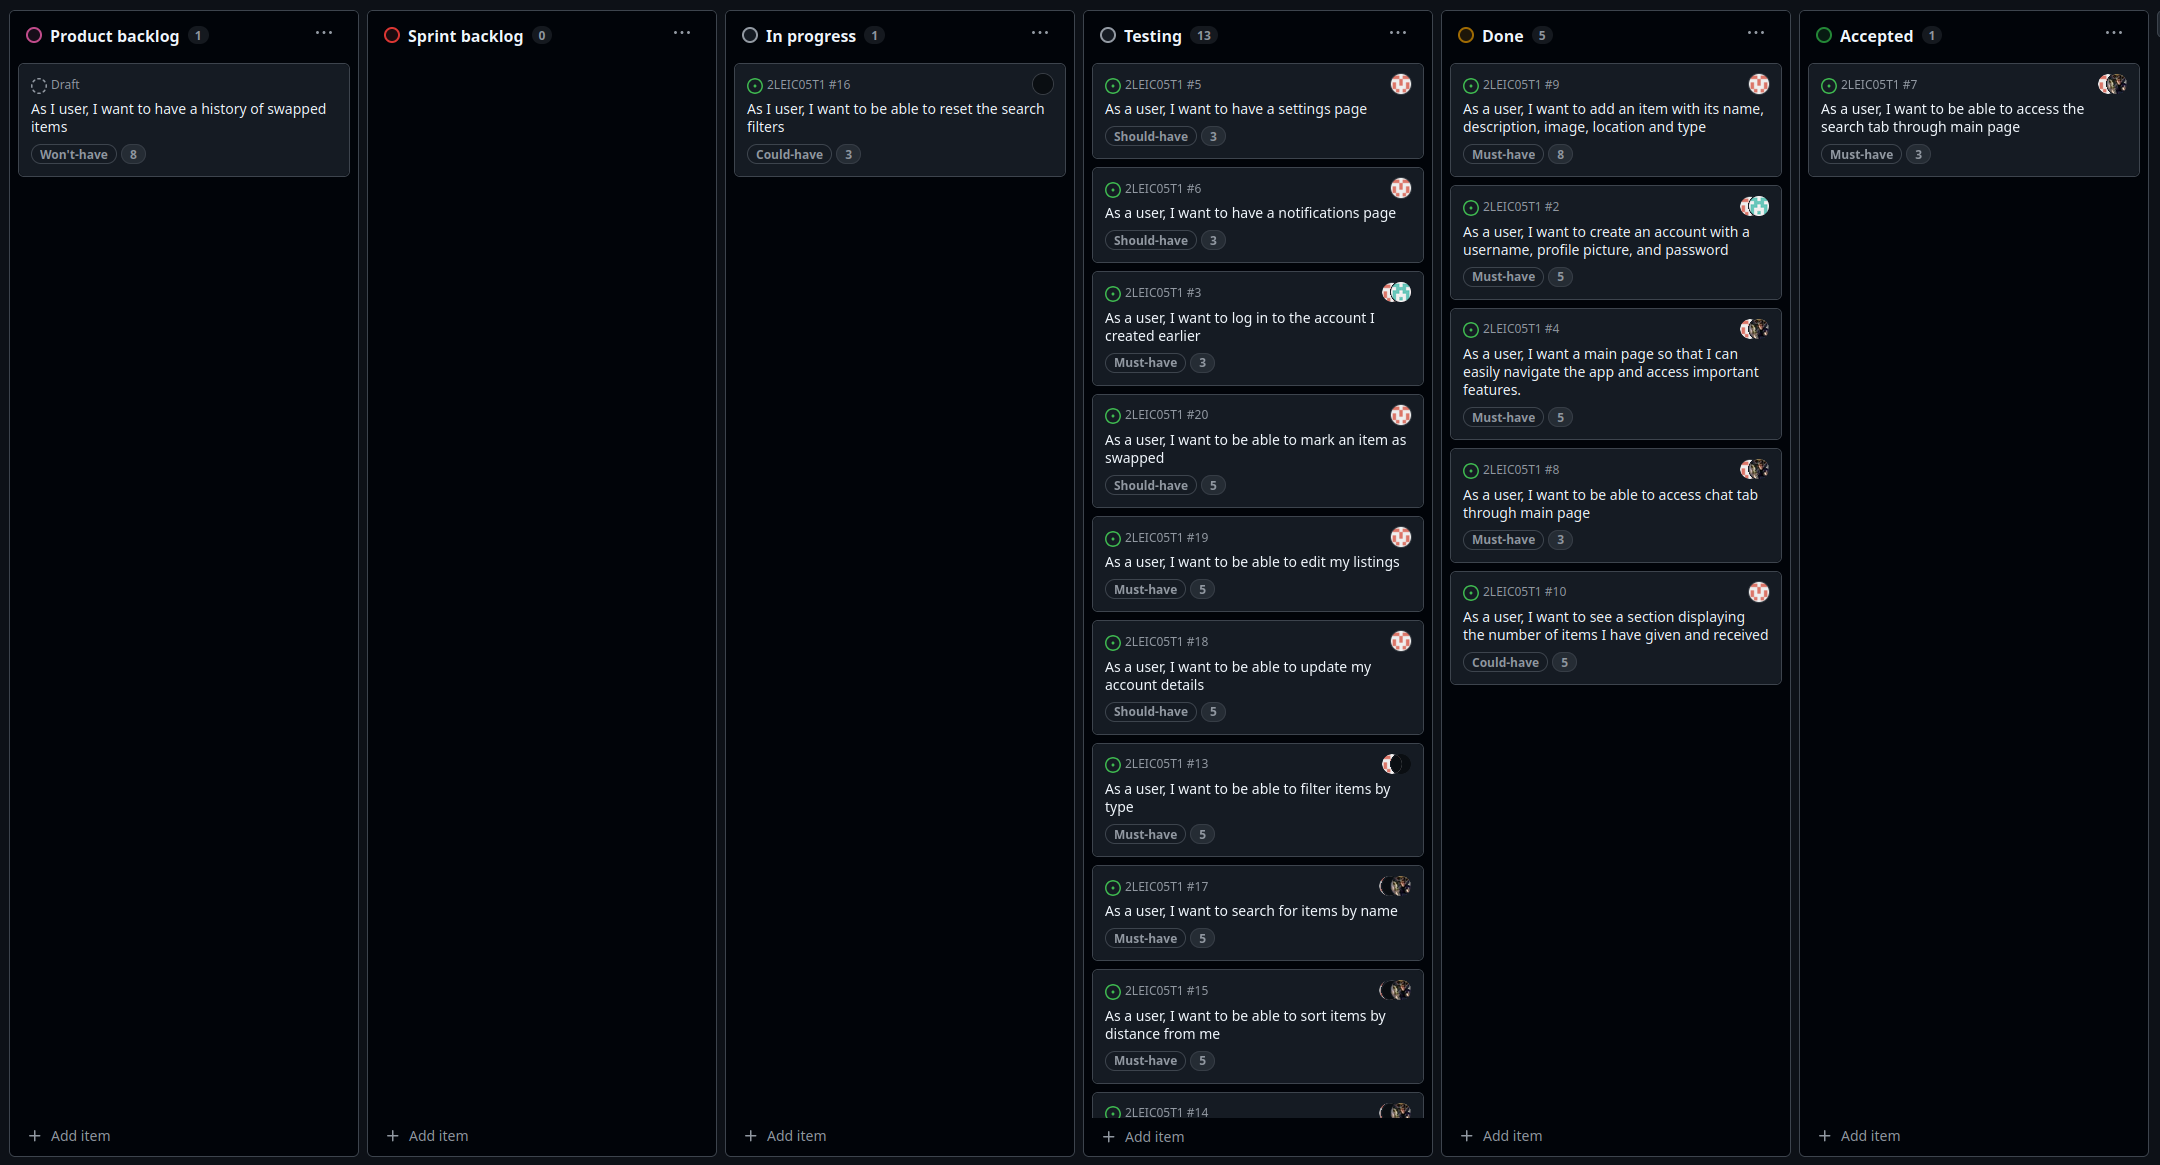 Product backlog 1
Draft
As I user, I want to have a history of swapped
items
Won't-have 8
Add item
Sprint backlog 0
Add item
In progress 1
2LEIC05T1 #16
As I user, I want to be able to reset the search
filters
Could-have 3
Add item
Testing 13
2LEIC05T1 #5
As a user, I want to have a settings page
Should-have 3
2LEIC05T1 #6
As a user, I want to have a notifications page
Should-have 3
2LEIC05T1 #3
As a user, I want to log in to the account I
created earlier
Must-have 3
2LEIC05T1 #20
As a user, I want to be able to mark an item as
swapped
Should-have 5
2LEIC05T1 #19
As a user, I want to be able to edit my listings
Must-have 5
2LEIC05T1 #18
As a user, I want to be able to update my
account details
Should-have 5
2LEIC05T1 #13
As a user, I want to be able to filter items by
type
Must-have 5
2LEIC05T1 #17
As a user, I want to search for items by name
Must-have 5
2LEIC05T1 #15
As a user, I want to be able to sort items by
distance from me
Must-have 5
2LEIC05T1 #14
Add item
Done 5
2LEIC05T1 #9
As a user, I want to add an item with its name,
description, image, location and type
Must-have 8
2LEIC05T1 #2
As a user, I want to create an account with a
username, profile picture, and password
Must-have 5
2LEIC05T1 #4
As a user, I want a main page so that I can
easily navigate the app and access important
features.
Must-have 5
2LEIC05T1 #8
As a user, I want to be able to access chat tab
through main page
Must-have 3
2LEIC05T1 #10
As a user, I want to see a section displaying
the number of items I have given and received
Could-have 5
Add item
Accepted 1
2LEIC05T1 #7
As a user, I want to be able to access the
search tab through main page
Must-have 3
Add item